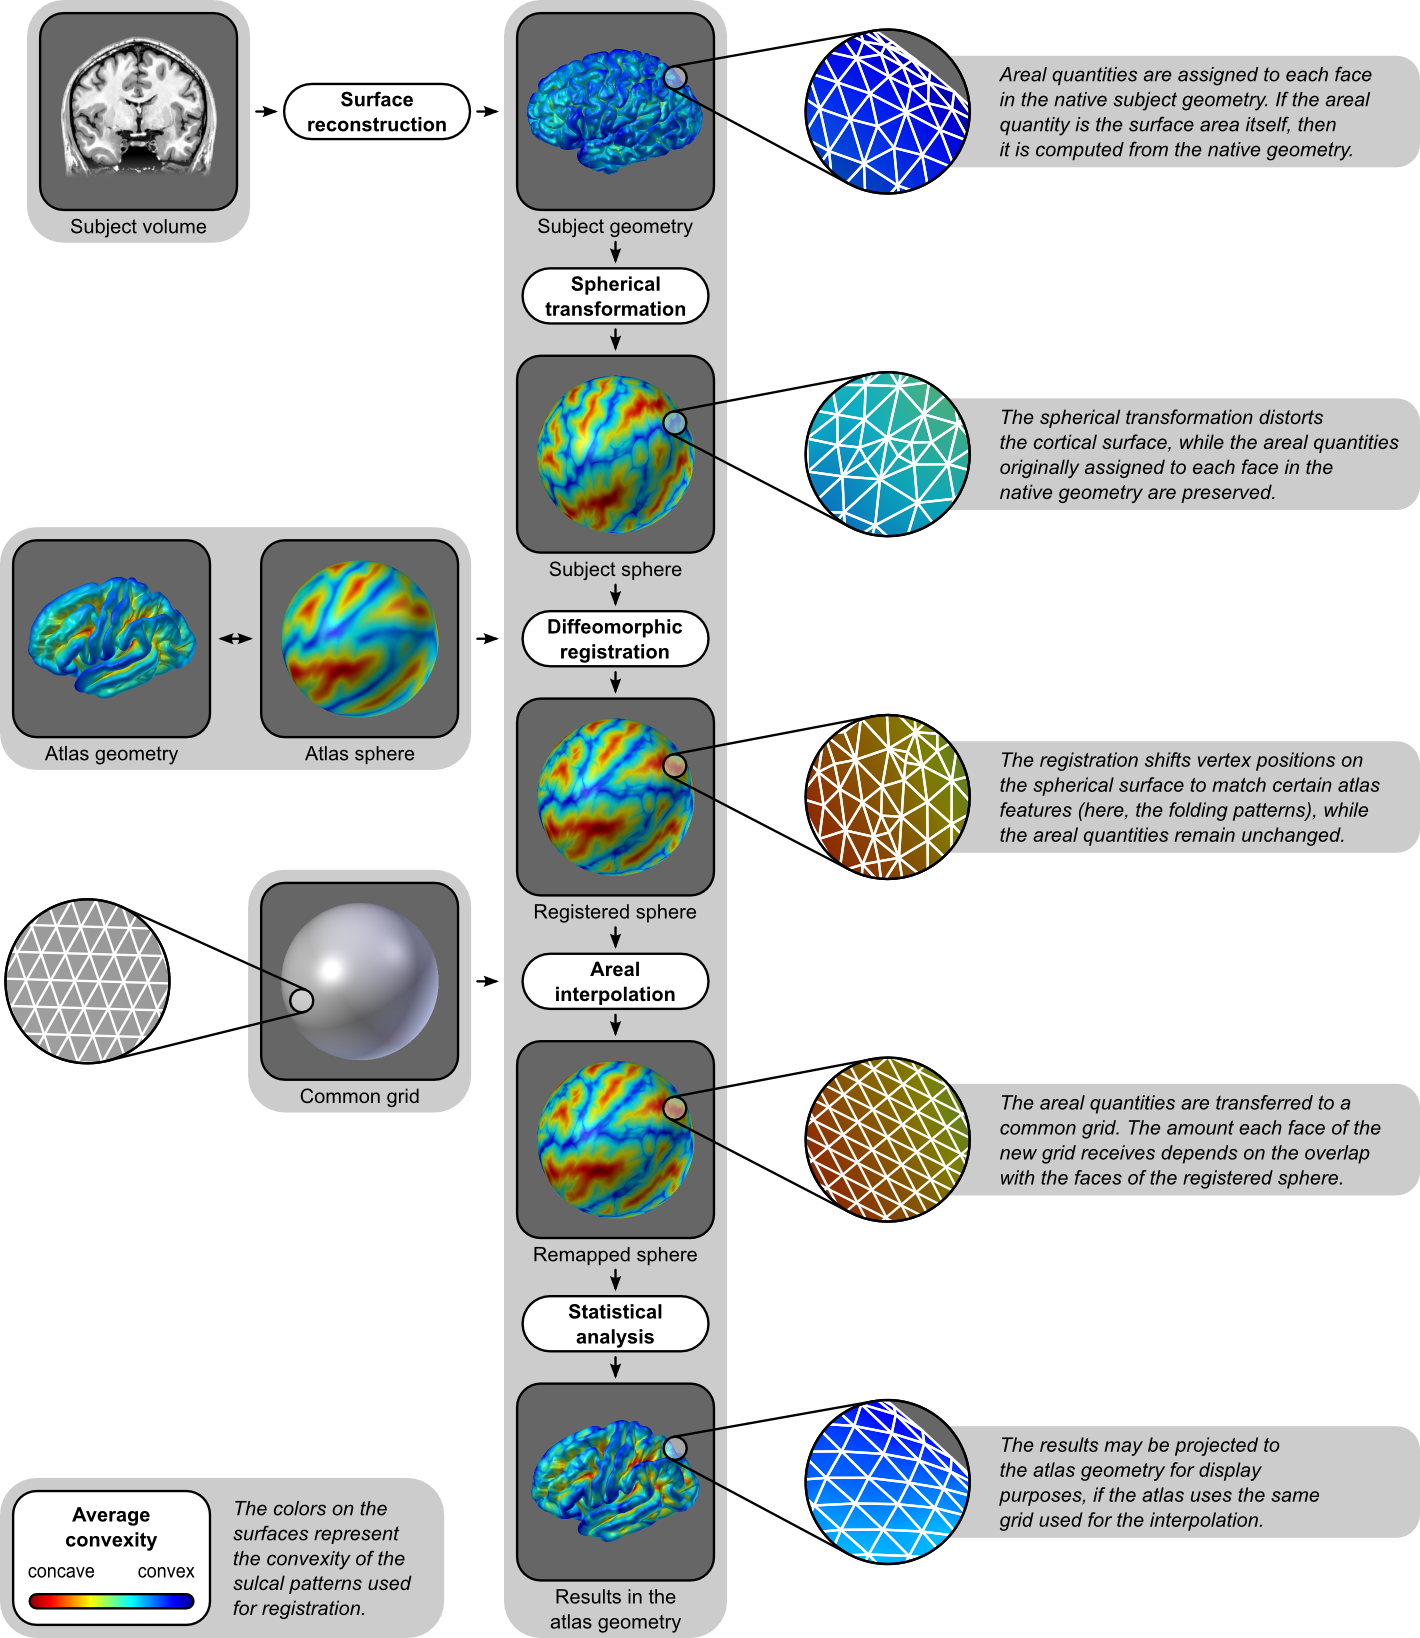 Subject volume
Surface
reconstruction
Subject geometry
Areal quantities are assigned to each face
in the native subject geometry. If the areal
quantity is the surface area itself, then
it is computed from the native geometry.
Spherical
transformation
Subject sphere
The spherical transformation distorts
the cortical surface, while the areal quantities
originally assigned to each face in the
native geometry are preserved.
Atlas geometry
Atlas sphere
Diffeomorphic
registration
Registered sphere
The registration shifts vertex positions on
the spherical surface to match certain atlas
features (here, the folding patterns), while
the areal quantities remain unchanged.
Common grid
Areal
interpolation
Remapped sphere
The areal quantities are transferred to a
common grid. The amount each face of the
new grid receives depends on the overlap
with the faces of the registered sphere.
Statistical
analysis
Results in the
atlas geometry
The results may be projected to
the atlas geometry for display
purposes, if the atlas uses the same
grid used for the interpolation.
Average
convexity
concave convex
The colors on the
surfaces represent
the convexity of the
sulcal patterns used
for registration.